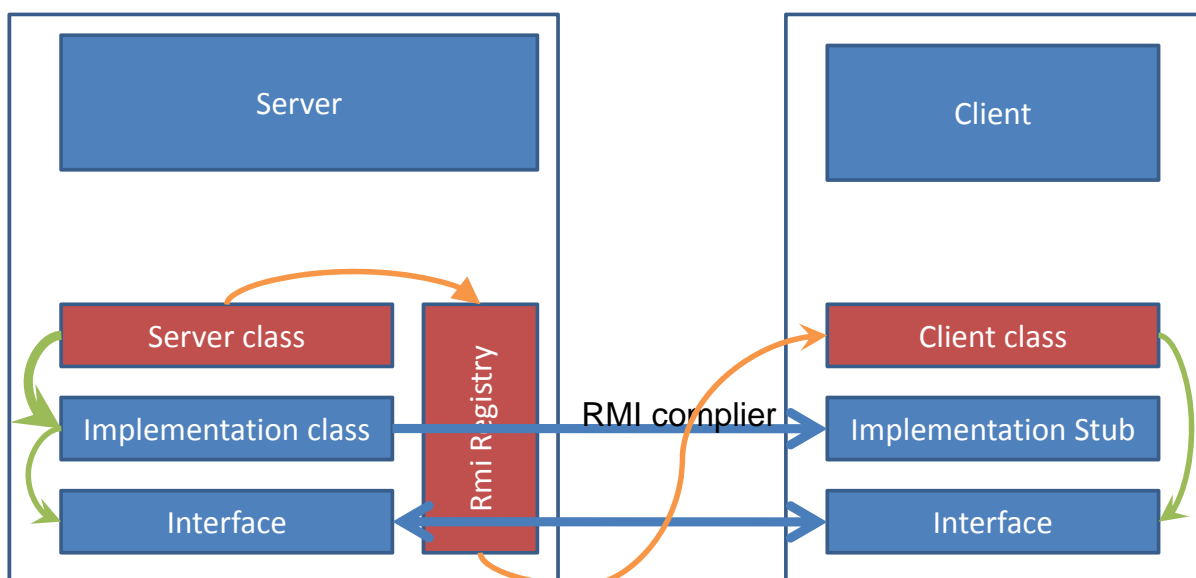 Server
Client
Server class
Client class
Rmi Registry
RMI complier
Implementation class
Implementation Stub
Interface
Interface